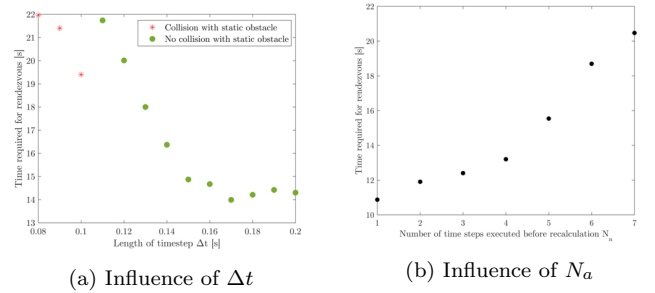 22
21
20
19
18
17
16
15
14
13
Time required for rendezvous [s]
Collision with static obstacle
No collision with static obstacle
0.08 0.1 0.12 0.14 0.16 0.18 0.2
Length of timestep Δt [s]
(a) Influence of Δt
22
20
18
16
14
12
10
Time required for rendezvous [s]
1 2 3 4 5 6 7
Number of time steps executed before recalculation N_a
(b) Influence of N_a